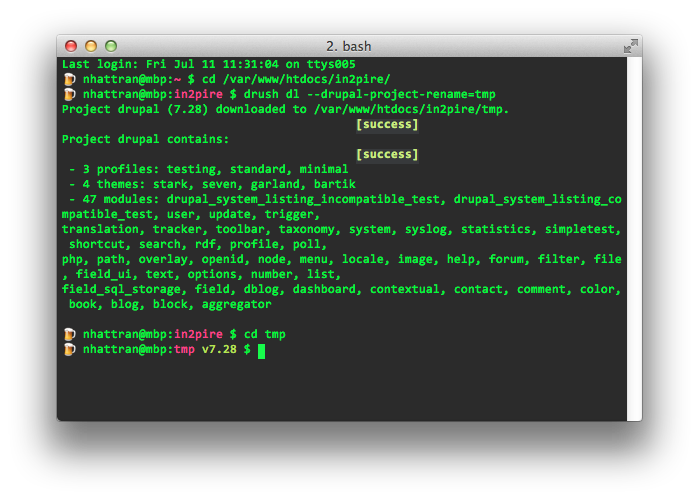 2. bash
Last login: Fri Jul 11 11:31:04 on ttys005
nhattran@mbp:~ $ cd /var/www/htdocs/in2pire/
nhattran@mbp:in2pire $ drush dl --drupal-project-rename=tmp
Project drupal (7.28) downloaded to /var/www/htdocs/in2pire/tmp.
[success]
Project drupal contains:
[success]
- 3 profiles: testing, standard, minimal
- 4 themes: stark, seven, garland, bartik
- 47 modules: drupal_system_listing_incompatible_test, drupal_system_listing_co
mpatible_test, user, update, trigger,
translation, tracker, toolbar, taxonomy, system, syslog, statistics, simpletest,
shortcut, search, rdf, profile, poll,
php, path, overlay, openid, node, menu, locale, image, help, forum, filter, file
, field_ui, text, options, number, list,
field_sql_storage, field, dblog, dashboard, contextual, contact, comment, color,
book, blog, block, aggregator
nhattran@mbp:in2pire $ cd tmp
nhattran@mbp:tmp v7.28 $